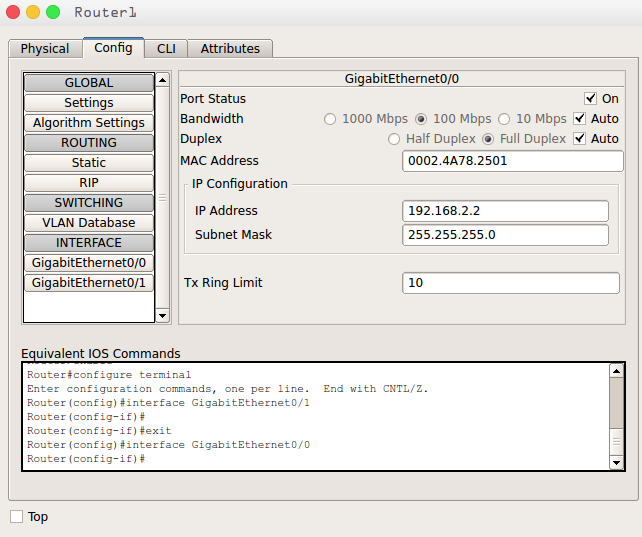 Router1
Physical Config CLI Attributes
GLOBAL
Settings
Algorithm Settings
ROUTING
Static
RIP
SWITCHING
VLAN Database
INTERFACE
GigabitEthernet0/0
GigabitEthernet0/1
GigabitEthernet0/0
Port Status On
Bandwidth 1000 Mbps 100 Mbps 10 Mbps Auto
Duplex Half Duplex Full Duplex Auto
MAC Address 0002.4A78.2501
IP Configuration
IP Address 192.168.2.2
Subnet Mask 255.255.255.0
Tx Ring Limit 10
Equivalent IOS Commands
Router#configure terminal
Enter configuration commands, one per line. End with CNTL/Z.
Router(config)#interface GigabitEthernet0/1
Router(config-if)#
Router(config-if)#exit
Router(config)#interface GigabitEthernet0/0
Router(config-if)#
Top